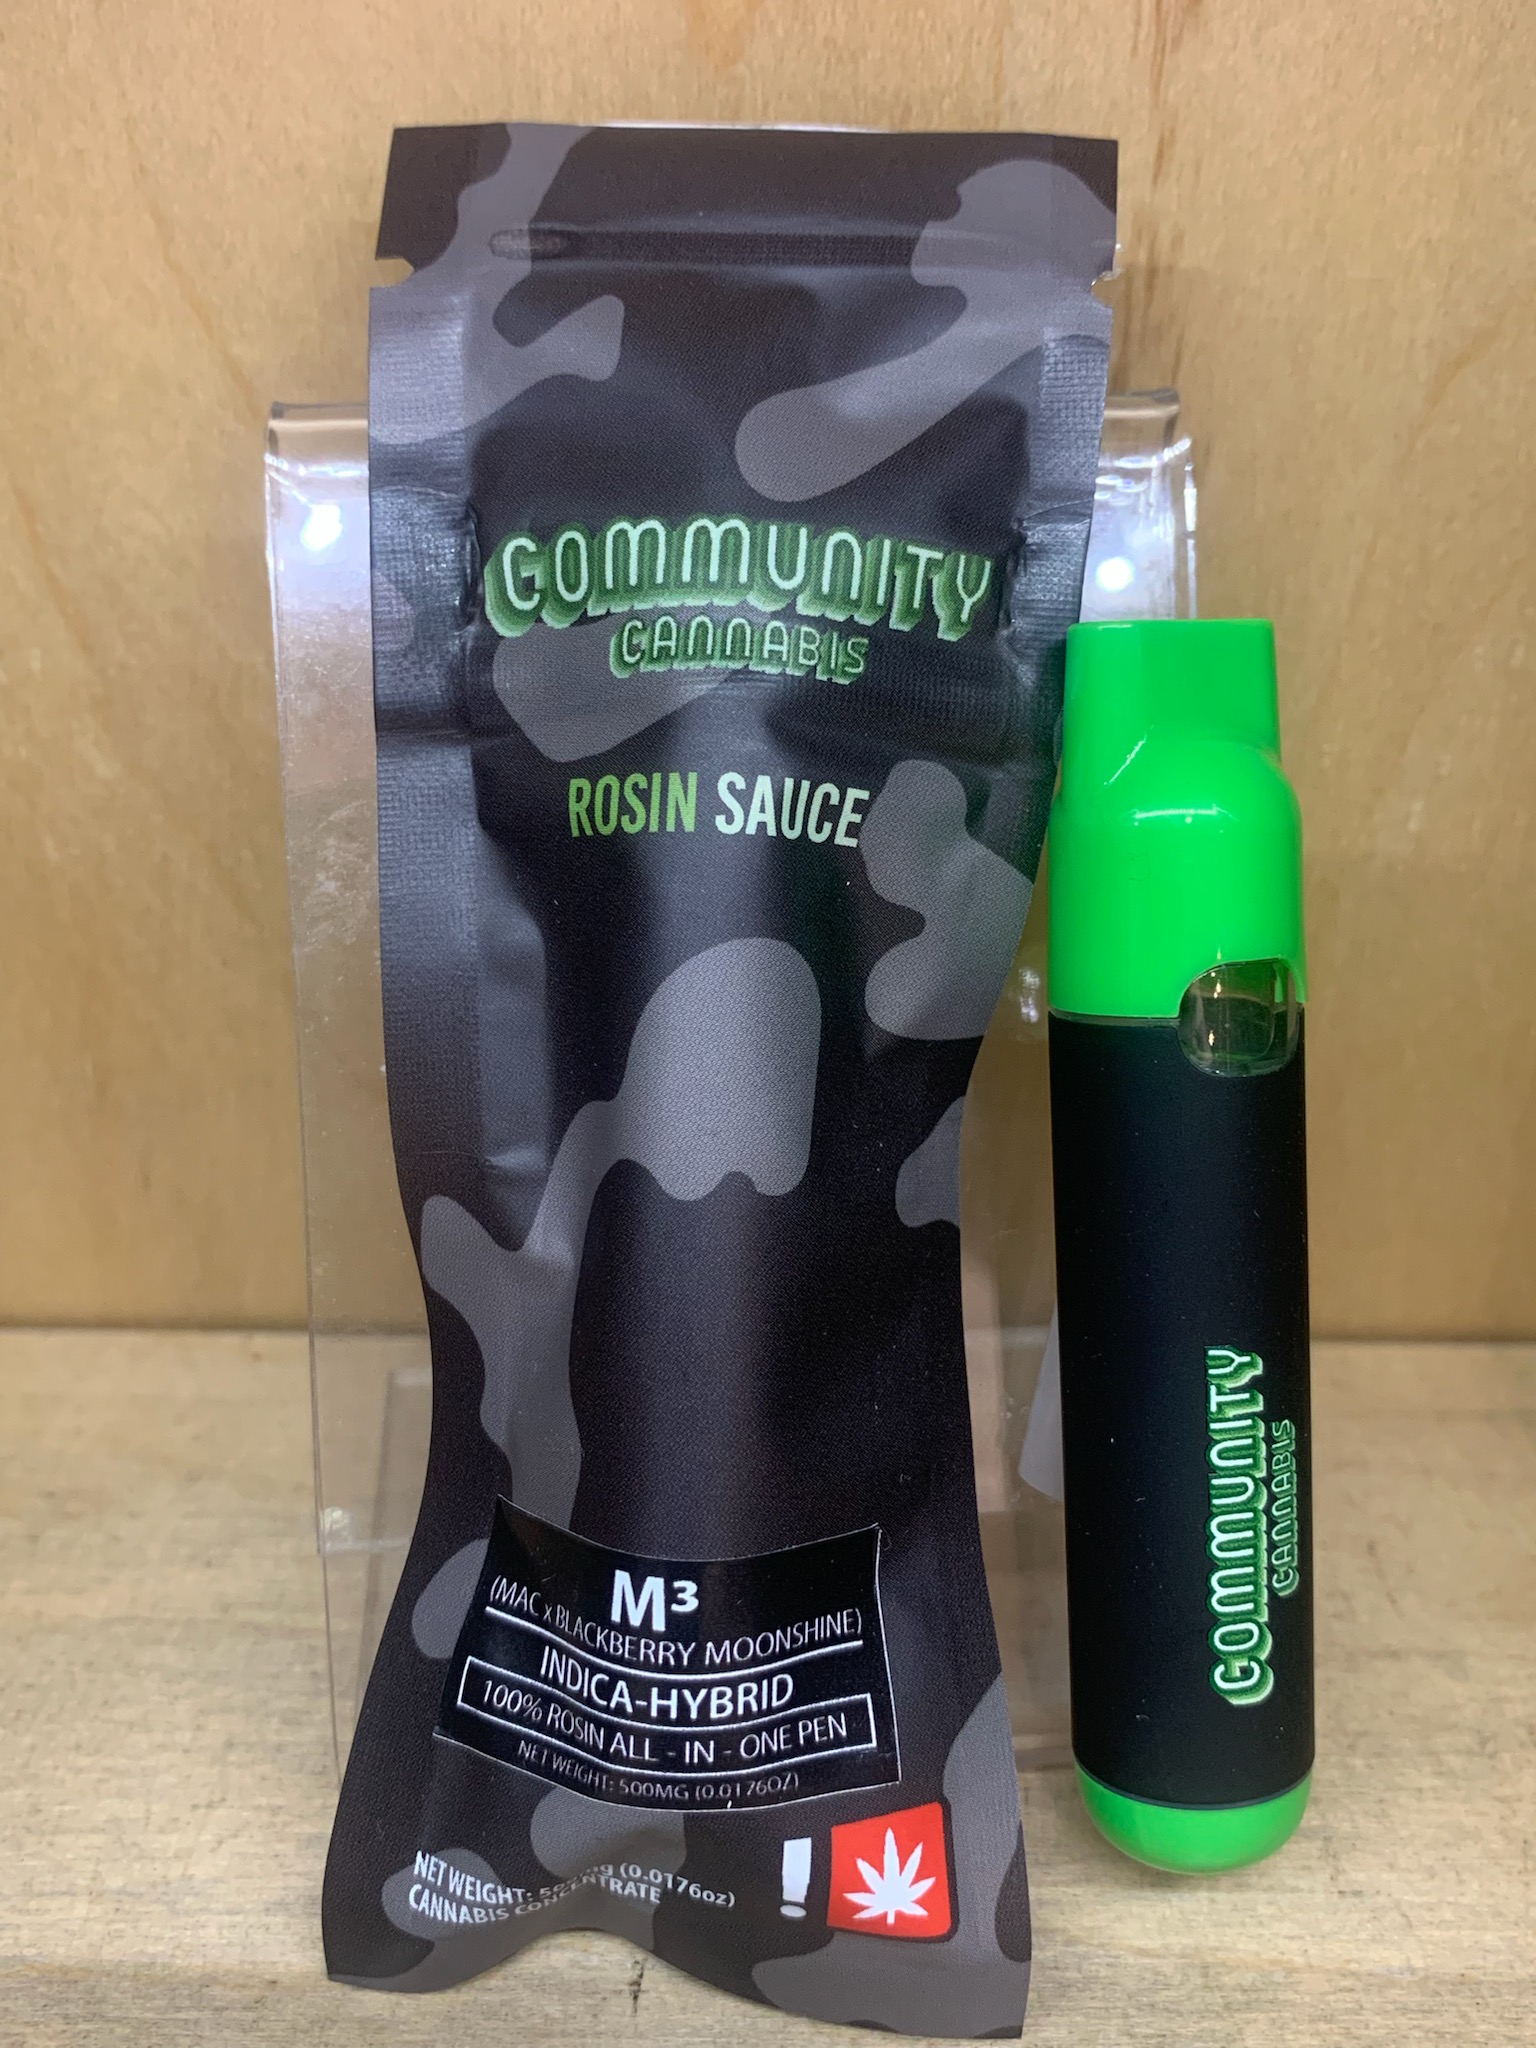 COMMUNITY
CANNABIS
ROSIN SAUCE
M³
(MAC x BLACKBERRY MOONSHINE)
INDICA-HYBRID
100% ROSIN ALL - IN - ONE PEN
NET WEIGHT: 500MG (0.0176OZ)
NET WEIGHT: (0.0176oz)
CANNABIS CONCENTRATE
!
COMMUNITY
CANNABIS